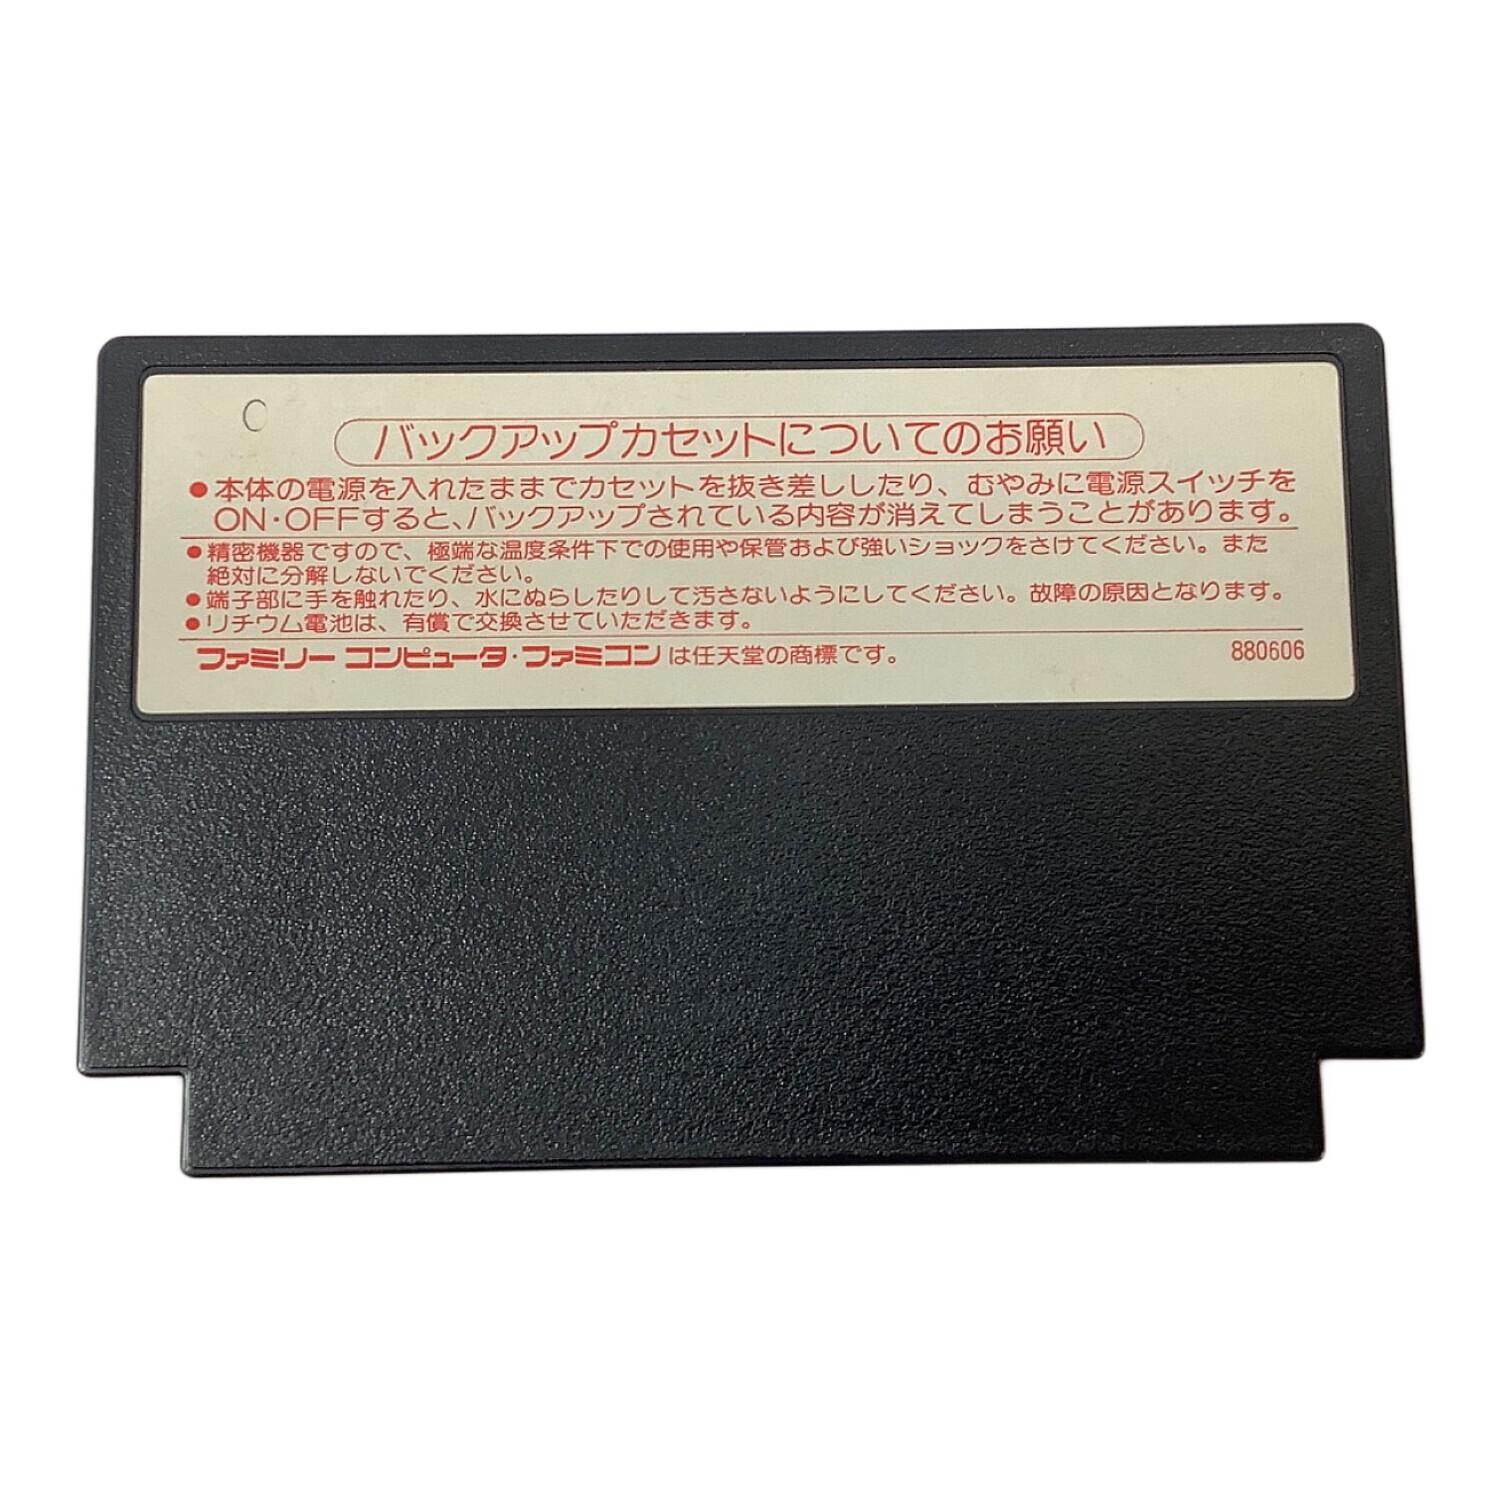 バックアップカセットについてのお願い
●本体の電源を入れたままでカセットを抜き差ししたり、むやみに電源スイッチを
ON・OFFすると、バックアップされている内容が消えてしまうことがあります。
●精密機器ですので、極端な温度条件下での使用や保管および強いショックをさけてください。また
絶対に分解しないでください。
●端子部に手を触れたり、水にぬらしたりして汚さないようにしてください。故障の原因となります。
●リチウム電池は、有償で交換させていただきます。
ファミリー コンピュータ・ファミコンは任天堂の商標です。 880606